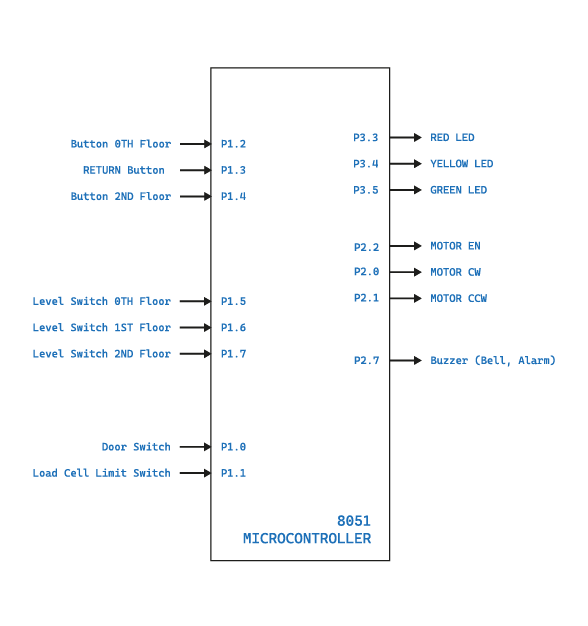 Button 0TH Floor P1.2
RETURN Button P1.3
Button 2ND Floor P1.4
Level Switch 0TH Floor P1.5
Level Switch 1ST Floor P1.6
Level Switch 2ND Floor P1.7
Door Switch P1.0
Load Cell Limit Switch P1.1
P3.3 RED LED
P3.4 YELLOW LED
P3.5 GREEN LED
P2.2 MOTOR EN
P2.0 MOTOR CW
P2.1 MOTOR CCW
P2.7 Buzzer (Bell, Alarm)
8051
MICROCONTROLLER